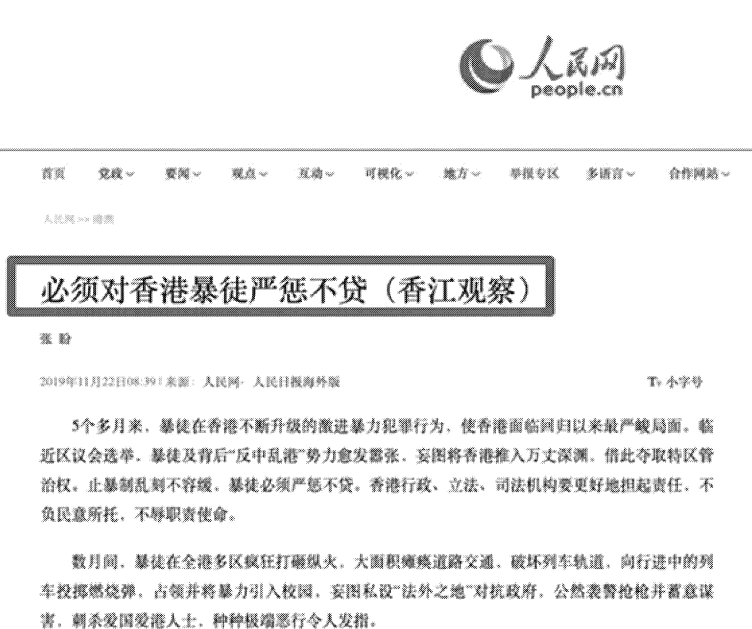 人民网
people.cn
首页 党政 要闻 观点 互动 可视化 地方 举报专区 多语言 合作网站
人民网 >> 港澳
必须对香港暴徒严惩不贷（香江观察）
张 盼
2019年11月22日08:39 | 来源：人民网-人民日报海外版 小字号
5个多月来，暴徒在香港不断升级的激进暴力犯罪行为，使香港面临回归以来最严峻局面。临
近区议会选举，暴徒及背后“反中乱港”势力愈发嚣张，妄图将香港推入万丈深渊，借此夺取特区管
治权。止暴制乱刻不容缓，暴徒必须严惩不贷。香港行政、立法、司法机构要更好地担起责任，不
负民意所托，不辱职责使命。
数月间，暴徒在全港多区疯狂打砸纵火，大面积瘫痪道路交通，破坏列车轨道，向行进中的列
车投掷燃烧弹，占领并将暴力引入校园，妄图私设“法外之地”对抗政府，公然袭警抢枪并蓄意谋
害、刺杀爱国爱港人士，种种极端恶行令人发指。